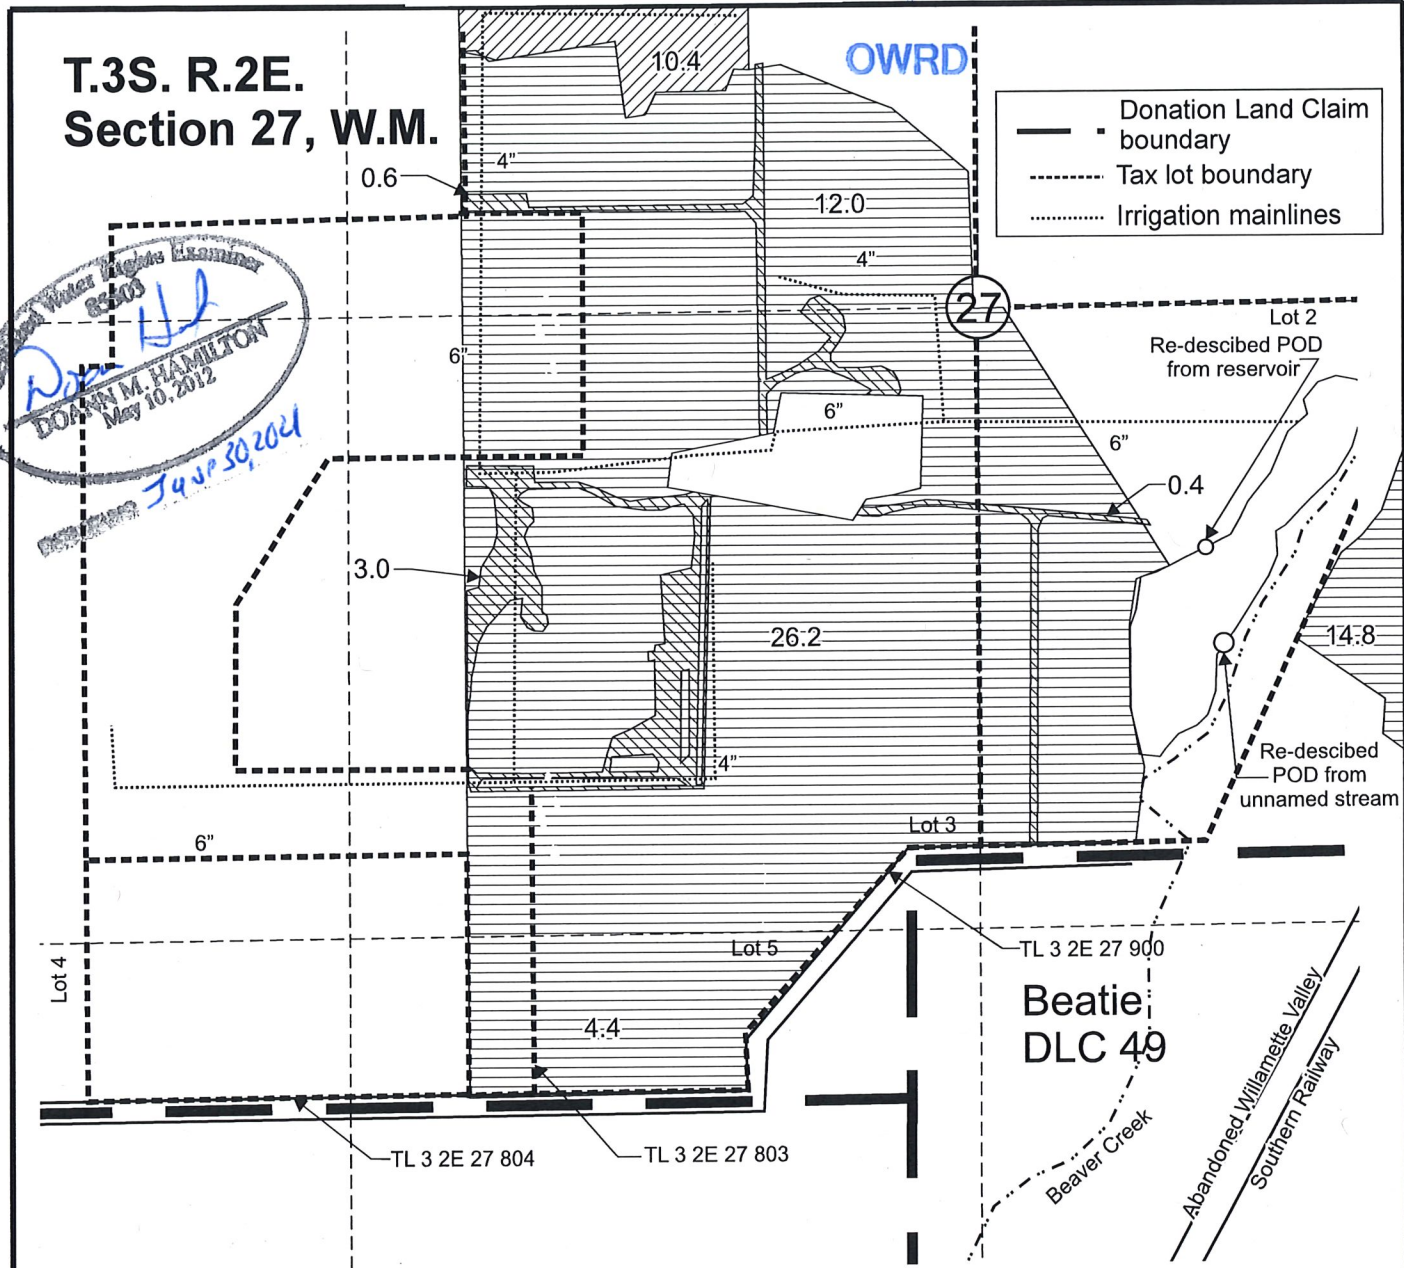 T.3S. R.2E.
Section 27, W.M.
OWRD
Donation Land Claim
boundary
Tax lot boundary
Irrigation mainlines
10.4
4”
0.6
12.0
4”
27
Lot 2
Re-descibed POD
from reservoir
Water Rights Examiner
DOANN M. HAMILTON
May 10, 2012
6”
6”
6”
0.4
3.0
26.2
14.8
4”
Re-descibed
POD from
unnamed stream
6”
Lot 3
Lot 4
Lot 5
TL 3 2E 27 900
4.4
Beatie
DLC 49
TL 3 2E 27 804
TL 3 2E 27 803
Beaver Creek
Abandoned Willamette Valley
Southern Railway